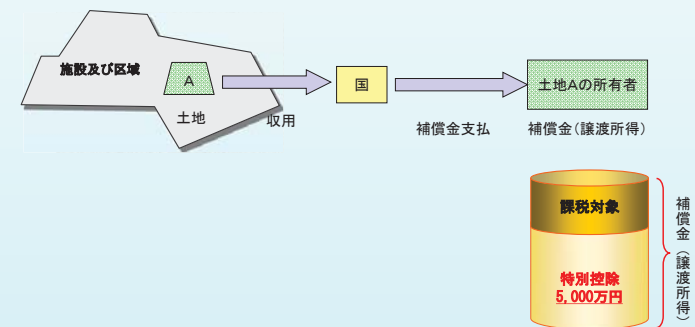 施設及び区域
A
土地
収用
国
補償金支払
土地Aの所有者
補償金(譲渡所得)
課税対象
特別控除
5,000万円
補償金(譲渡所得)